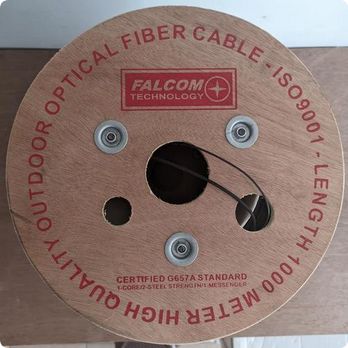 HIGH QUALITY OUTDOOR OPTICAL FIBER CABLE - ISO9001 - LENGTH 1000 METER
FALCOM
TECHNOLOGY
CERTIFIED G657A STANDARD
1-CORE/2-STEEL STRENGTH/1-MESSENGER